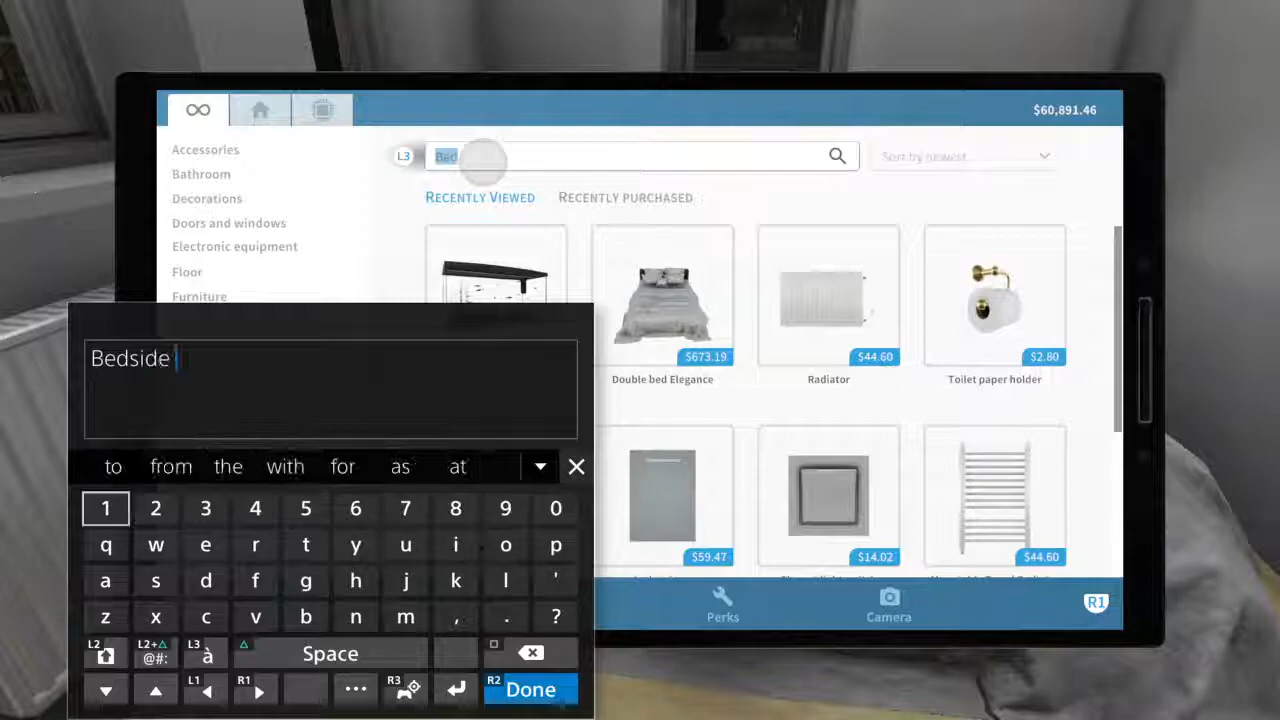 $60,891.46
Accessories
Bathroom
Decorations
Doors and windows
Electronic equipment
Floor
Furniture
L3
Bed
Sort by newest
RECENTLY VIEWED
RECENTLY PURCHASED
$673.19
$44.60
$2.80
Double bed Elegance
Radiator
Toilet paper holder
$59.47
$14.02
$44.60
Perks
Camera
R1
Bedside
to from the with for as at
1 2 3 4 5 6 7 8 9 0
q w e r t y u i o p
a s d f g h j k l '
z x c v b n m , . ?
L2 L2+△ @#: L3 à △ Space
L1 R1 ... R3 R2 Done